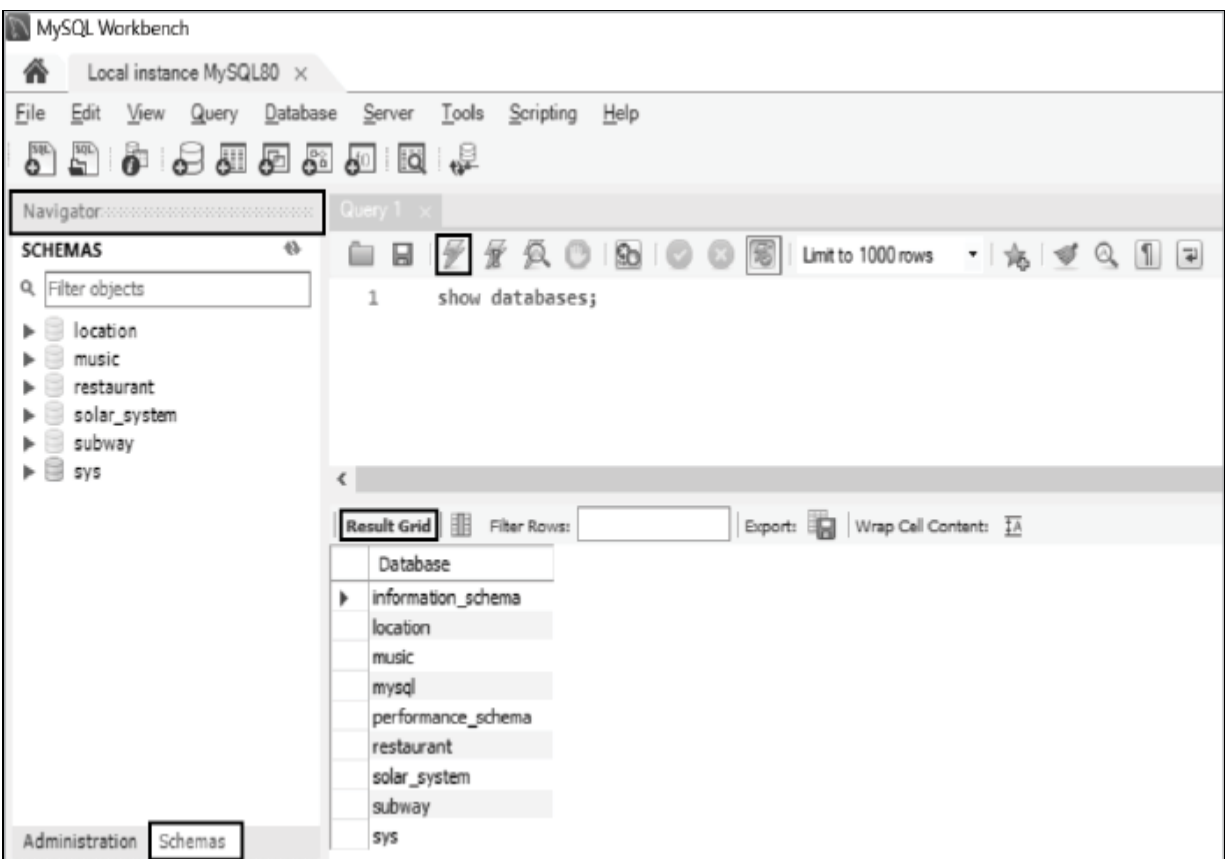 MySQL Workbench
Local instance MySQL80 ×
File Edit View Query Database Server Tools Scripting Help
Navigator
SCHEMAS
Filter objects
location
music
restaurant
solar_system
subway
sys
Administration Schemas
Query 1 ×
Limit to 1000 rows
1 show databases;
Result Grid Filter Rows: Export: Wrap Cell Content:
Database
information_schema
location
music
mysql
performance_schema
restaurant
solar_system
subway
sys